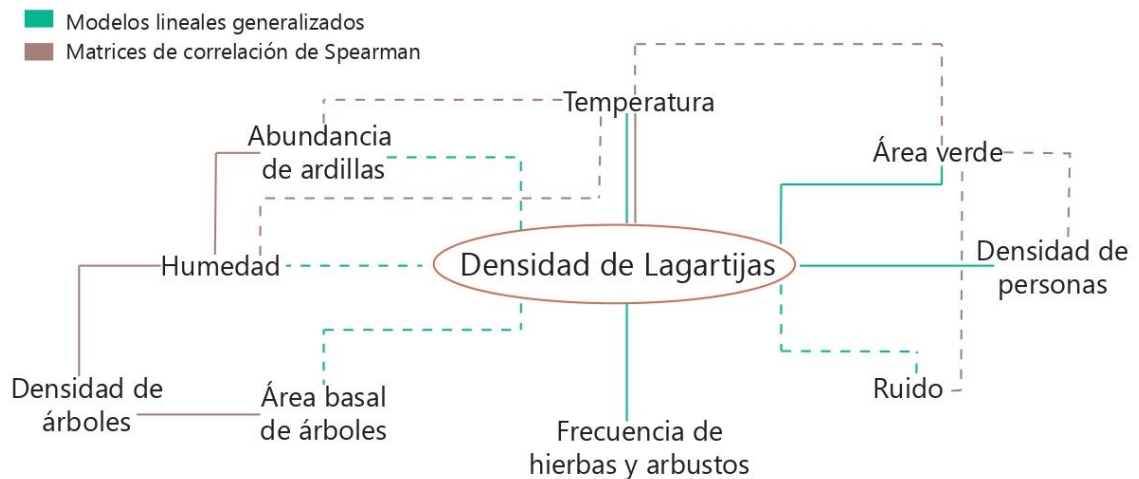 Modelos lineales generalizados
Matrices de correlación de Spearman
Temperatura
Abundancia
de ardillas
Área verde
Humedad
Densidad de Lagartijas
Densidad de
personas
Densidad de
árboles
Área basal
de árboles
Ruido
Frecuencia de
hierbas y arbustos